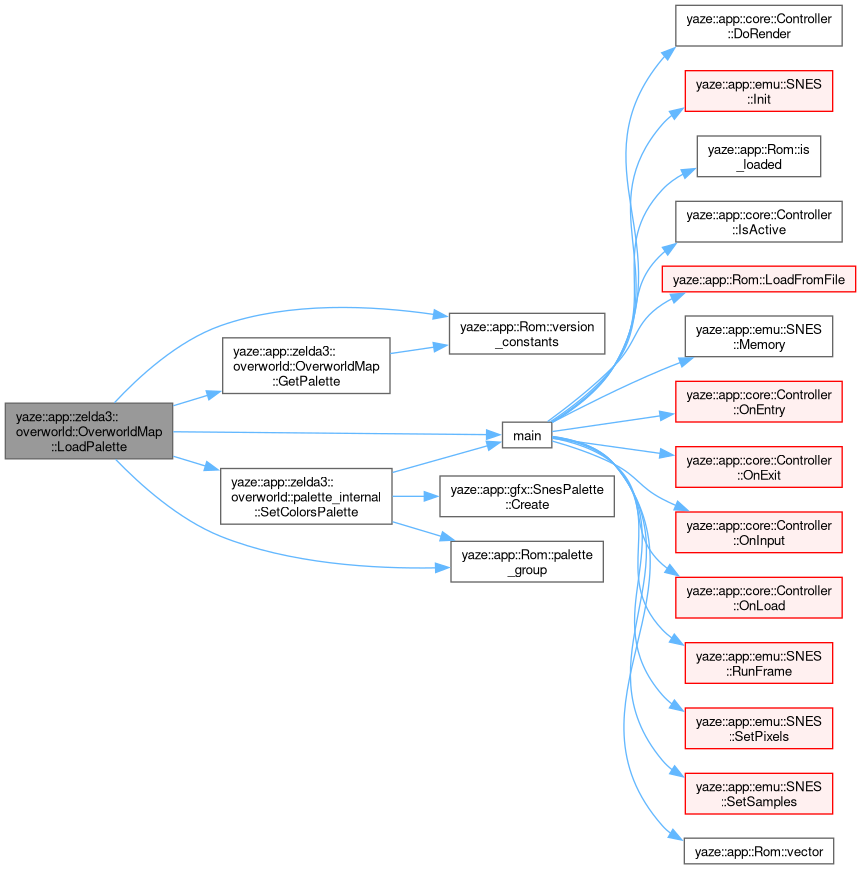 yaze::app::zelda3::
overworld::OverworldMap
::LoadPalette
yaze::app::zelda3::
overworld::OverworldMap
::GetPalette
yaze::app::zelda3::
overworld::palette_internal
::SetColorsPalette
yaze::app::Rom::version
_constants
main
yaze::app::gfx::SnesPalette
::Create
yaze::app::Rom::palette
_group
yaze::app::core::Controller
::DoRender
yaze::app::emu::SNES
::Init
yaze::app::Rom::is
_loaded
yaze::app::core::Controller
::IsActive
yaze::app::Rom::LoadFromFile
yaze::app::emu::SNES
::Memory
yaze::app::core::Controller
::OnEntry
yaze::app::core::Controller
::OnExit
yaze::app::core::Controller
::OnInput
yaze::app::core::Controller
::OnLoad
yaze::app::emu::SNES
::RunFrame
yaze::app::emu::SNES
::SetPixels
yaze::app::emu::SNES
::SetSamples
yaze::app::Rom::vector